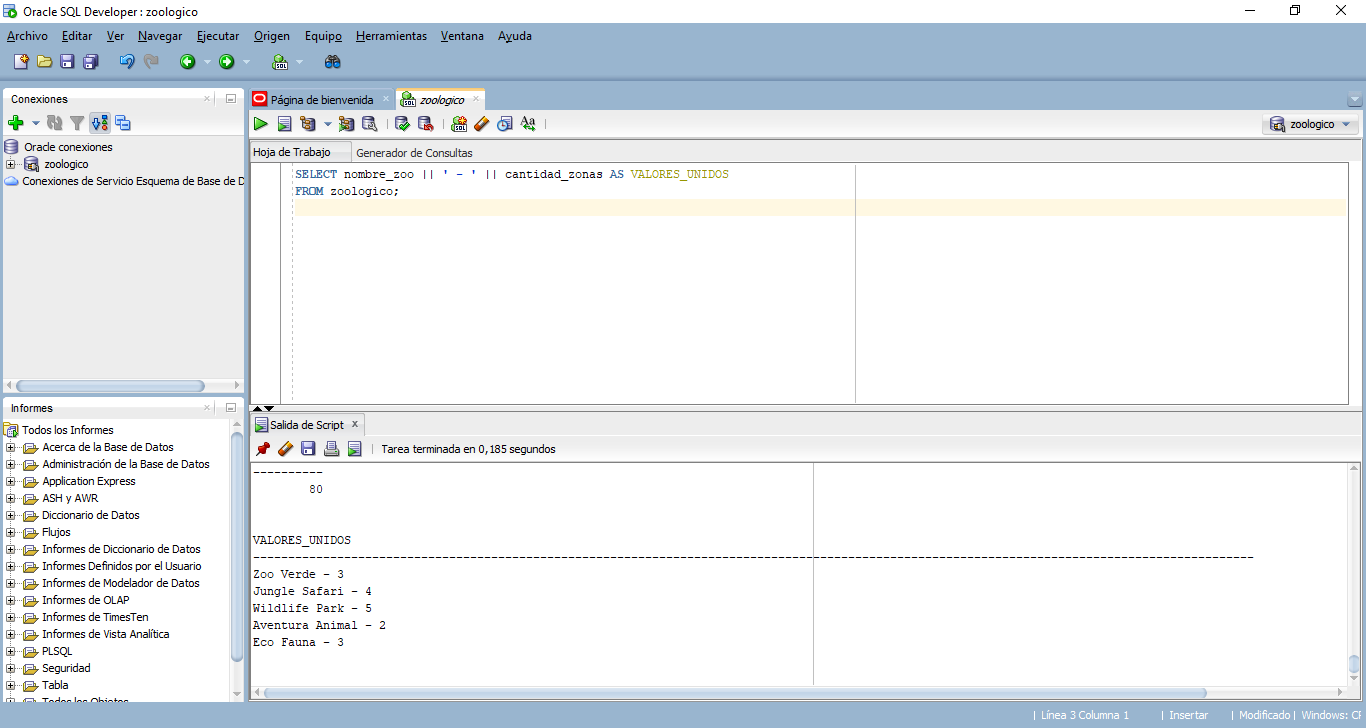 Oracle SQL Developer : zoologico
Archivo Editar Ver Navegar Ejecutar Origen Equipo Herramientas Ventana Ayuda
Conexiones
Oracle conexiones
zoologico
Conexiones de Servicio Esquema de Base de D
Informes
Todos los Informes
Acerca de la Base de Datos
Administración de la Base de Datos
Application Express
ASH y AWR
Diccionario de Datos
Flujos
Informes de Diccionario de Datos
Informes Definidos por el Usuario
Informes de Modelador de Datos
Informes de OLAP
Informes de TimesTen
Informes de Vista Analítica
PLSQL
Seguridad
Tabla
Todos los Objetos
Página de bienvenida zoologico
zoologico
Hoja de Trabajo Generador de Consultas
SELECT nombre_zoo || ' - ' || cantidad_zonas AS VALORES_UNIDOS
FROM zoologico;
Salida de Script
Tarea terminada en 0,185 segundos
----------
80
VALORES_UNIDOS
-----------------------------------------------------------------------------------------------------------------------------------------------
Zoo Verde - 3
Jungle Safari - 4
Wildlife Park - 5
Aventura Animal - 2
Eco Fauna - 3
| Línea 3 Columna 1 | Insertar | Modificado | Windows: CR